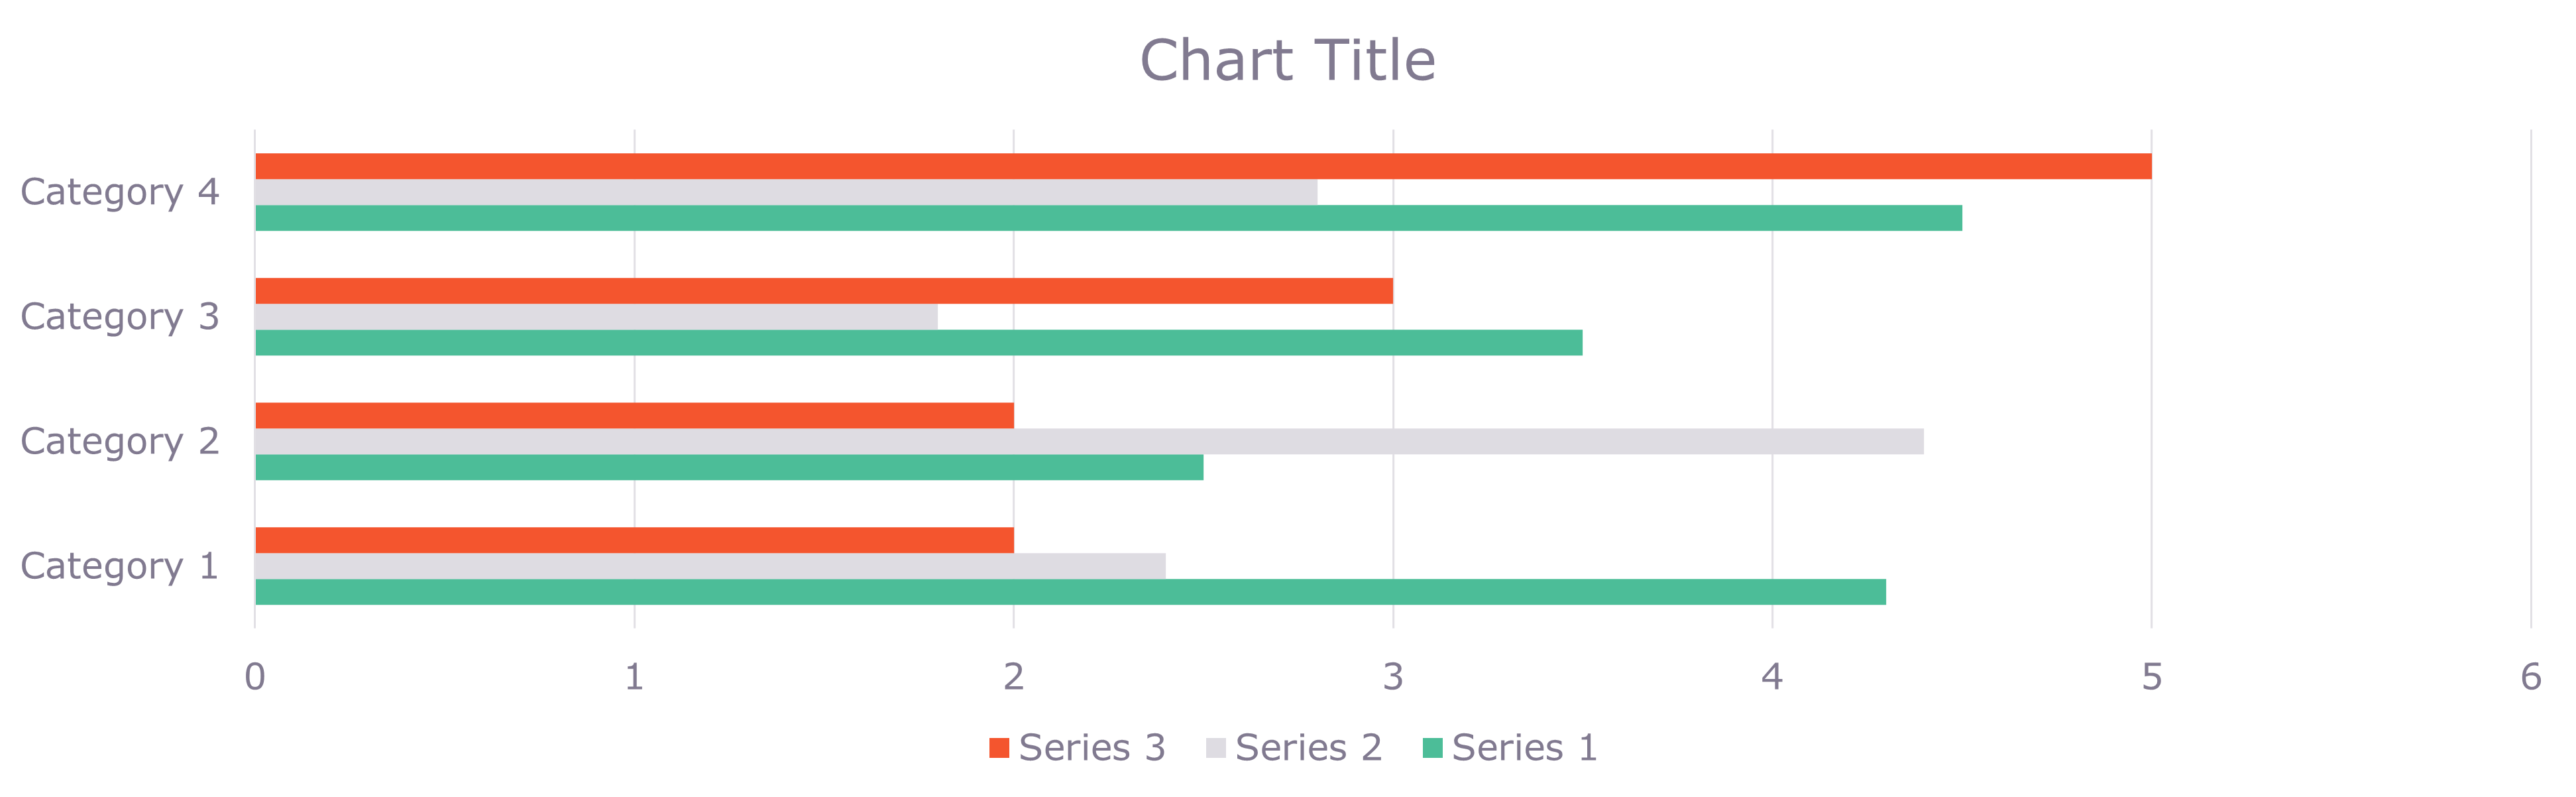 Chart Title
Category 4
Category 3
Category 2
Category 1
0 1 2 3 4 5 6
Series 3 Series 2 Series 1